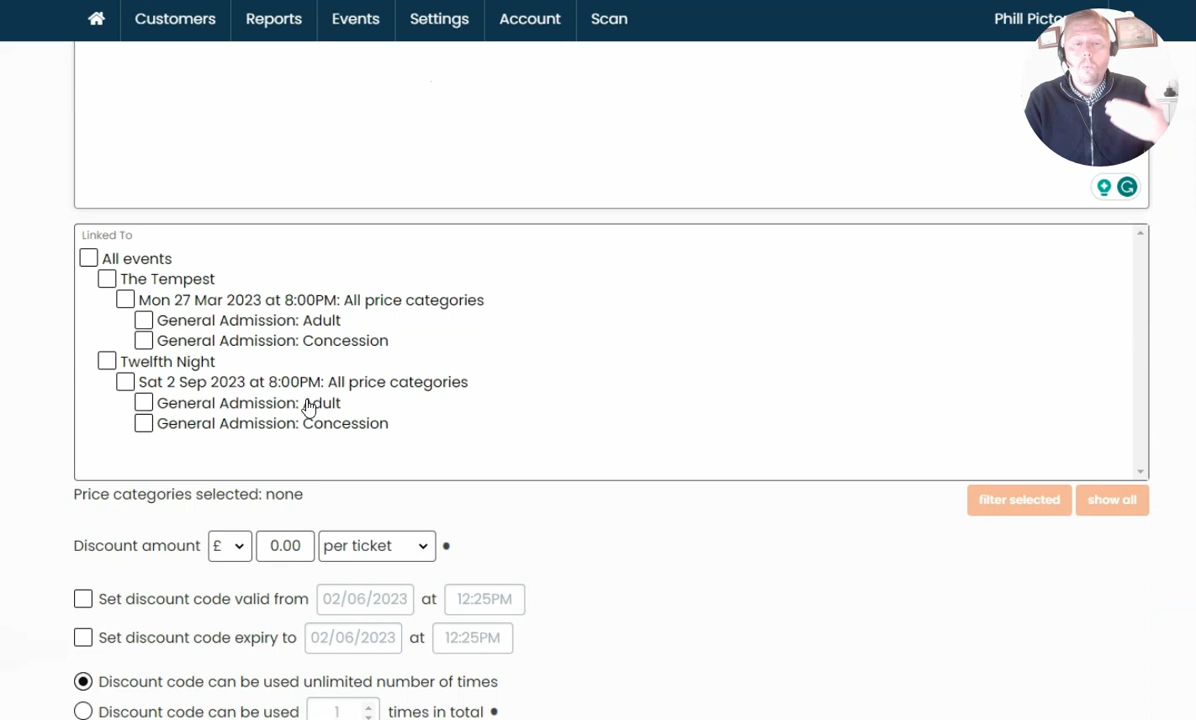 Customers Reports Events Settings Account Scan Phill Picto
Linked To
All events
The Tempest
Mon 27 Mar 2023 at 8:00PM: All price categories
General Admission: Adult
General Admission: Concession
Twelfth Night
Sat 2 Sep 2023 at 8:00PM: All price categories
General Admission: Adult
General Admission: Concession
Price categories selected: none filter selected show all
Discount amount £ 0.00 per ticket
Set discount code valid from 02/06/2023 at 12:25PM
Set discount code expiry to 02/06/2023 at 12:25PM
Discount code can be used unlimited number of times
Discount code can be used 1 times in total